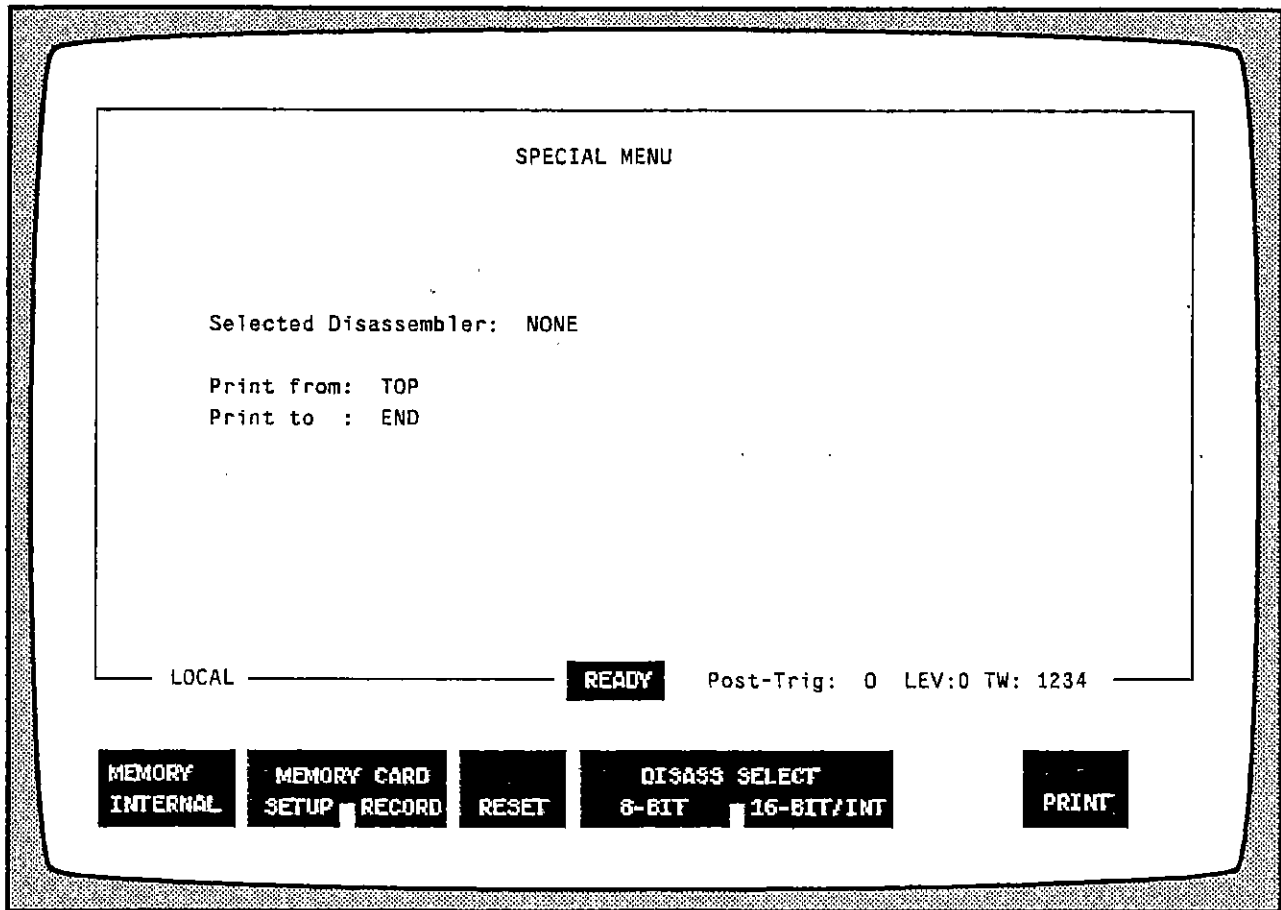 SPECIAL MENU
Selected Disassembler: NONE
Print from: TOP
Print to : END
LOCAL READY Post-Trig: 0 LEV:0 TW: 1234
MEMORY MEMORY CARD DISASS SELECT
INTERNAL SETUP RECORD RESET 8-BIT 16-BIT/INT PRINT